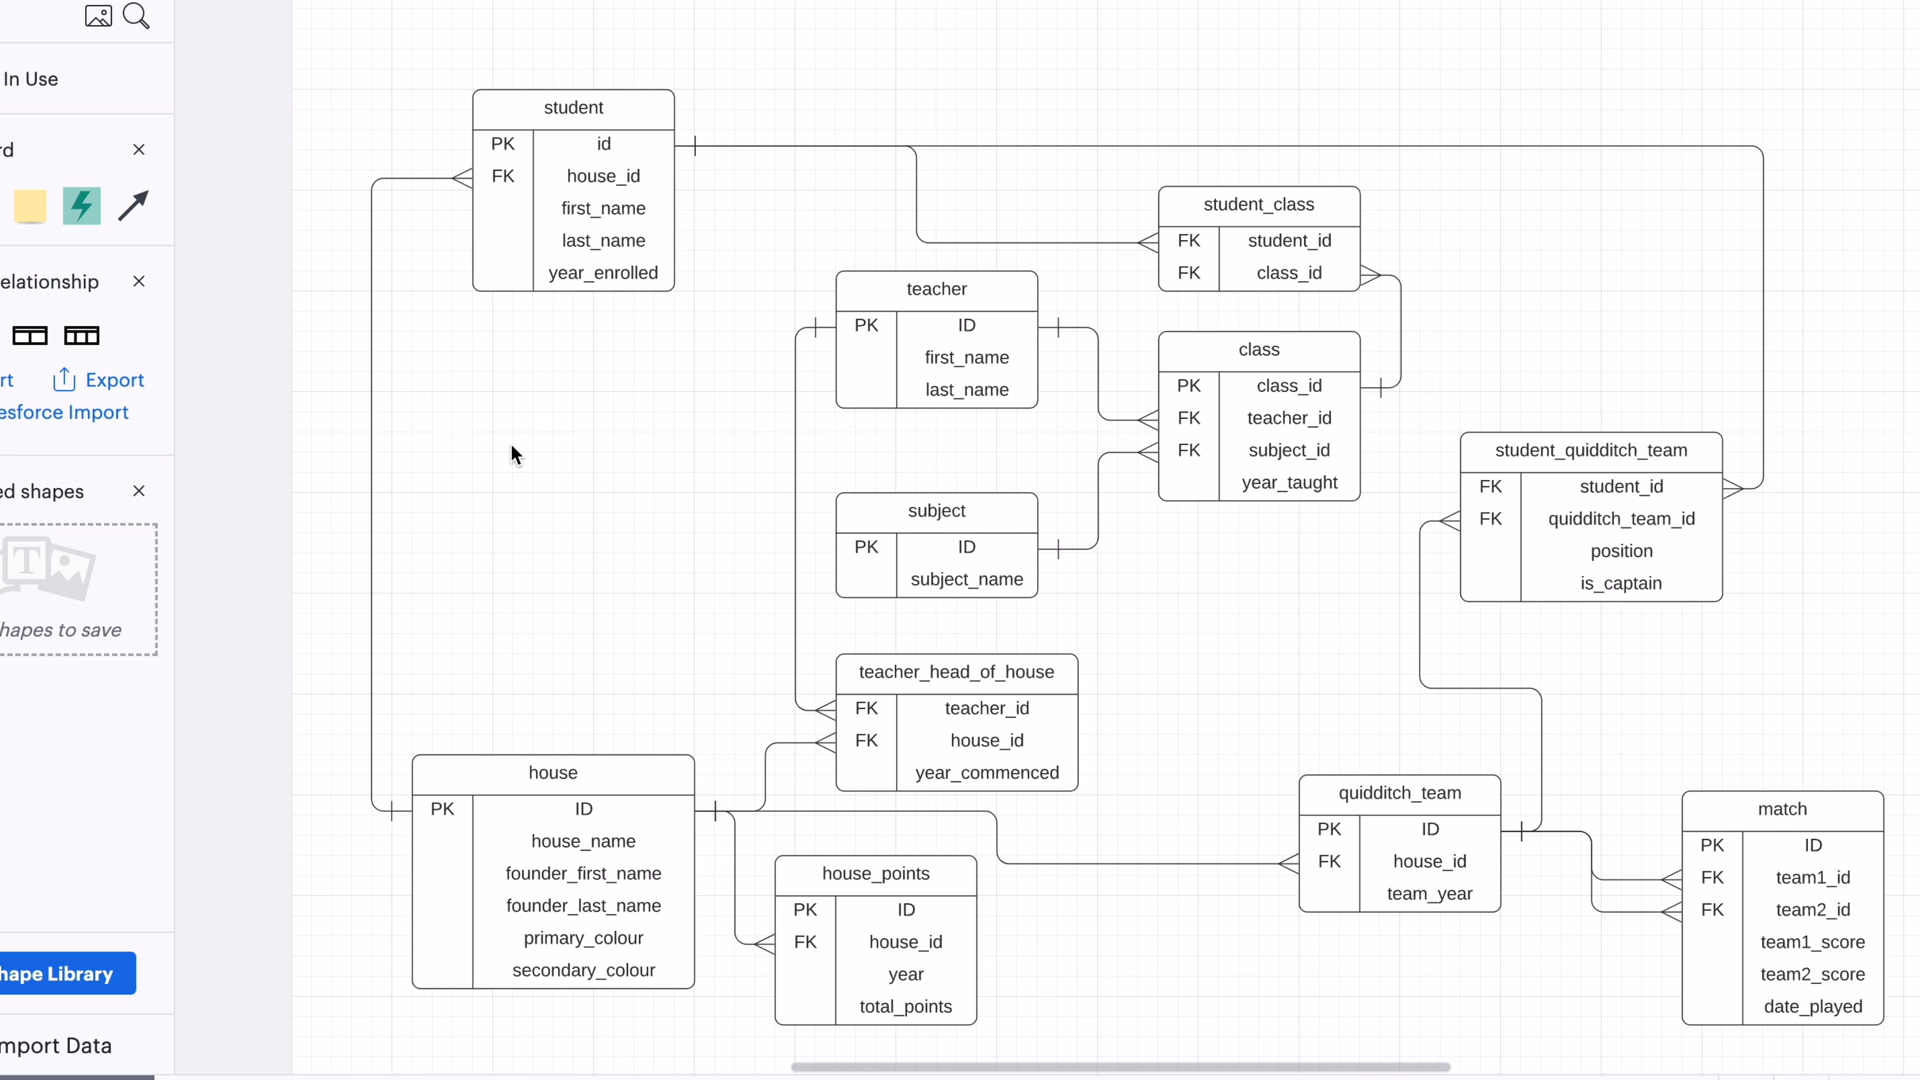 In Use
rd
elationship
rt
Export
esforce Import
ed shapes
T
hapes to save
hape Library
mport Data
student
PK id
FK house_id
first_name
last_name
year_enrolled
student_class
FK student_id
FK class_id
teacher
PK ID
first_name
last_name
class
PK class_id
FK teacher_id
FK subject_id
year_taught
student_quidditch_team
FK student_id
FK quidditch_team_id
position
is_captain
subject
PK ID
subject_name
teacher_head_of_house
FK teacher_id
FK house_id
year_commenced
house
PK ID
house_name
founder_first_name
founder_last_name
primary_colour
secondary_colour
house_points
PK ID
FK house_id
year
total_points
quidditch_team
PK ID
FK house_id
team_year
match
PK ID
FK team1_id
FK team2_id
team1_score
team2_score
date_played